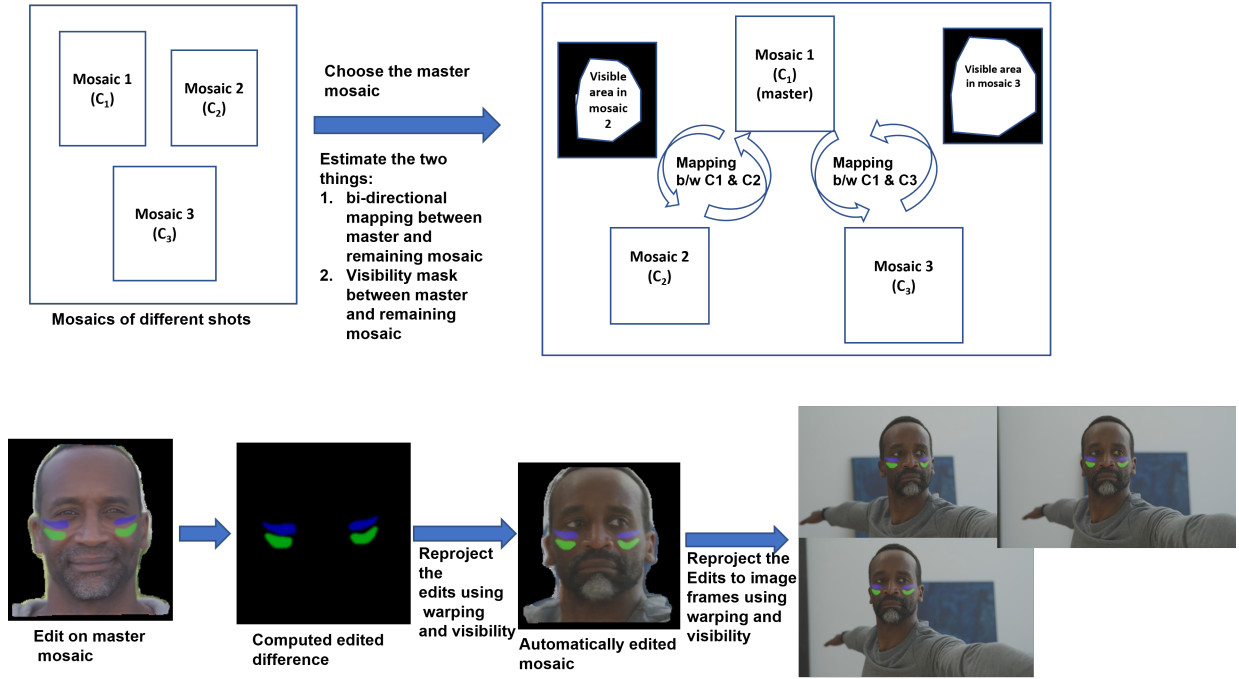 Mosaic 1
(C1)
Mosaic 2
(C2)
Mosaic 3
(C3)
Mosaics of different shots
Choose the master
mosaic
Estimate the two
things:
1. bi-directional
mapping between
master and
remaining mosaic
2. Visibility mask
between master
and remaining
mosaic
Visible
area in
mosaic
2
Mosaic 1
(C1)
(master)
Visible area
in mosaic 3
Mapping
b/w C1 & C2
Mapping
b/w C1 & C3
Mosaic 2
(C2)
Mosaic 3
(C3)
Edit on master
mosaic
Computed edited
difference
Reproject
the
edits using
warping
and visibility
Automatically edited
mosaic
Reproject the
Edits to image
frames using
warping and
visibility